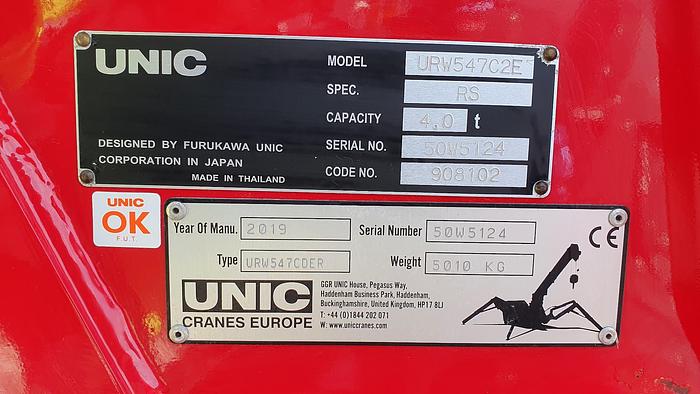 UNIC
MODEL URW547C2E
SPEC. RS
CAPACITY 4.0 t
SERIAL NO. 50W5124
CODE NO. 908102
DESIGNED BY FURUKAWA UNIC
CORPORATION IN JAPAN
MADE IN THAILAND
UNIC
OK
F.U.T.
Year Of Manu. 2019 Serial Number 50W5124
Type URW547CDER Weight 5010 KG
CE
UNIC
CRANES EUROPE
GGR UNIC House, Pegasus Way,
Haddenham Business Park, Haddenham,
Buckinghamshire, United Kingdom, HP17 8LJ
T: +44 (0)1844 202 071
W: www.uniccranes.com